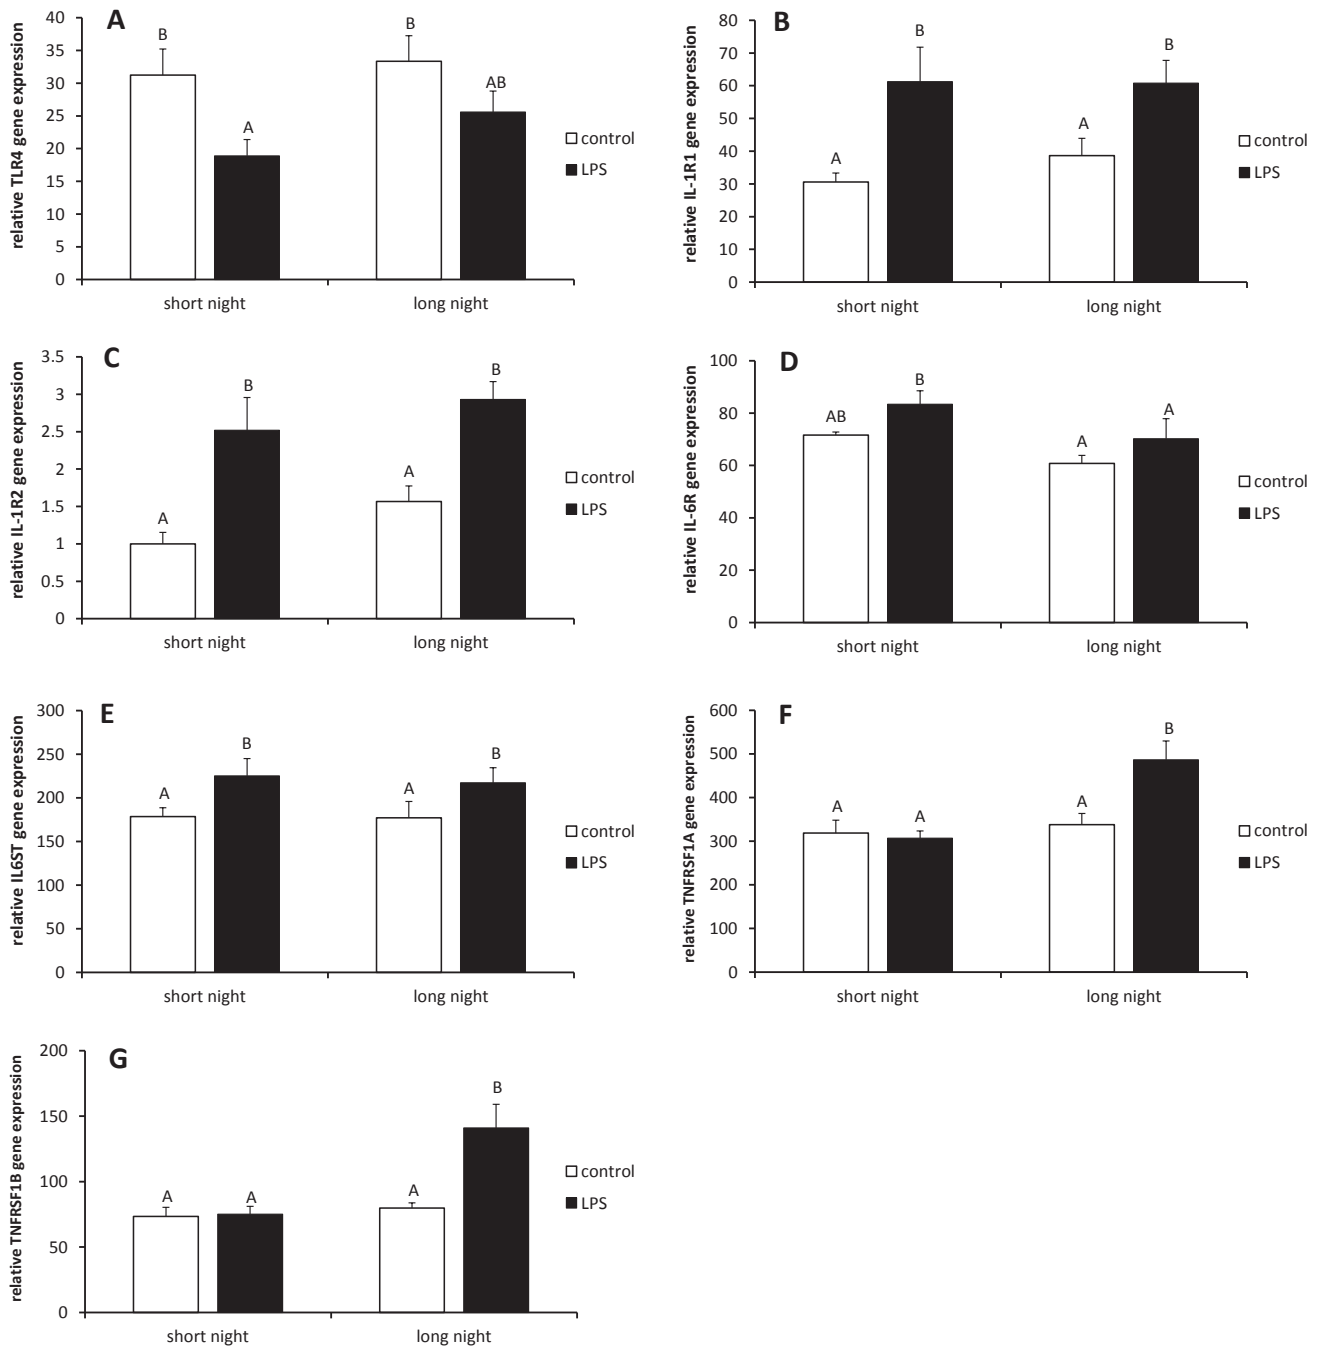 A
relative TLR4 gene expression
40
35
30
25
20
15
10
5
0
B
A
B
AB
short night
long night
control
LPS
B
relative IL-1R1 gene expression
80
70
60
50
40
30
20
10
0
A
B
A
B
short night
long night
control
LPS
C
relative IL-1R2 gene expression
3.5
3
2.5
2
1.5
1
0.5
0
A
B
A
B
short night
long night
control
LPS
D
relative IL-6R gene expression
100
80
60
40
20
0
AB
B
A
A
short night
long night
control
LPS
E
relative IL6ST gene expression
300
250
200
150
100
50
0
A
B
A
B
short night
long night
control
LPS
F
relative TNFRSF1A gene expression
600
500
400
300
200
100
0
A
A
A
B
short night
long night
control
LPS
G
relative TNFRSF1B gene expression
200
150
100
50
0
A
A
A
B
short night
long night
control
LPS